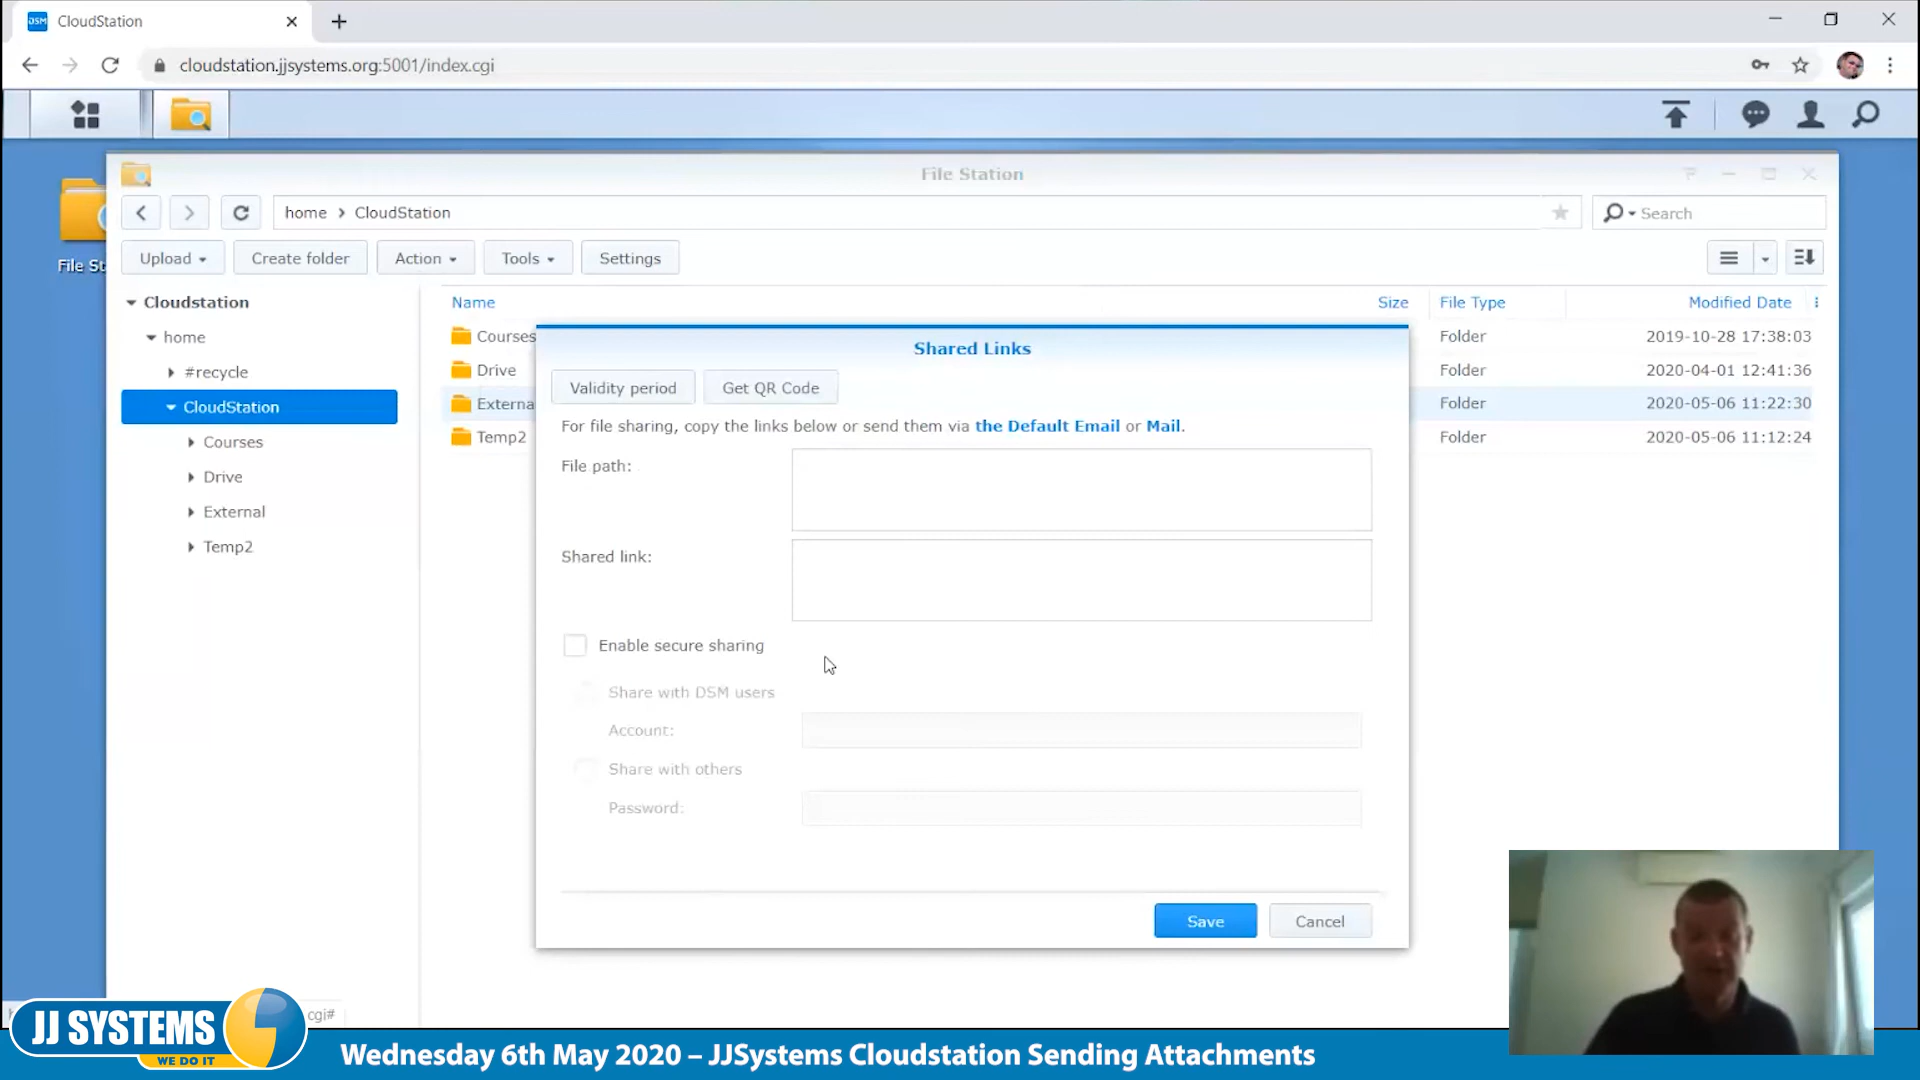 DSM CloudStation
cloudstation.jjsystems.org:5001/index.cgi
File Station
home > CloudStation
Search
Upload
Create folder
Action
Tools
Settings
File St
Cloudstation
home
#recycle
CloudStation
Courses
Drive
External
Temp2
Name Size File Type Modified Date
Courses Folder 2019-10-28 17:38:03
Drive Folder 2020-04-01 12:41:36
Externa Folder 2020-05-06 11:22:30
Temp2 Folder 2020-05-06 11:12:24
Shared Links
Validity period
Get QR Code
For file sharing, copy the links below or send them via the Default Email or Mail.
File path:
Shared link:
Enable secure sharing
Share with DSM users
Account:
Share with others
Password:
Save
Cancel
cgi#
JJ SYSTEMS
WE DO IT
Wednesday 6th May 2020 – JJSystems Cloudstation Sending Attachments